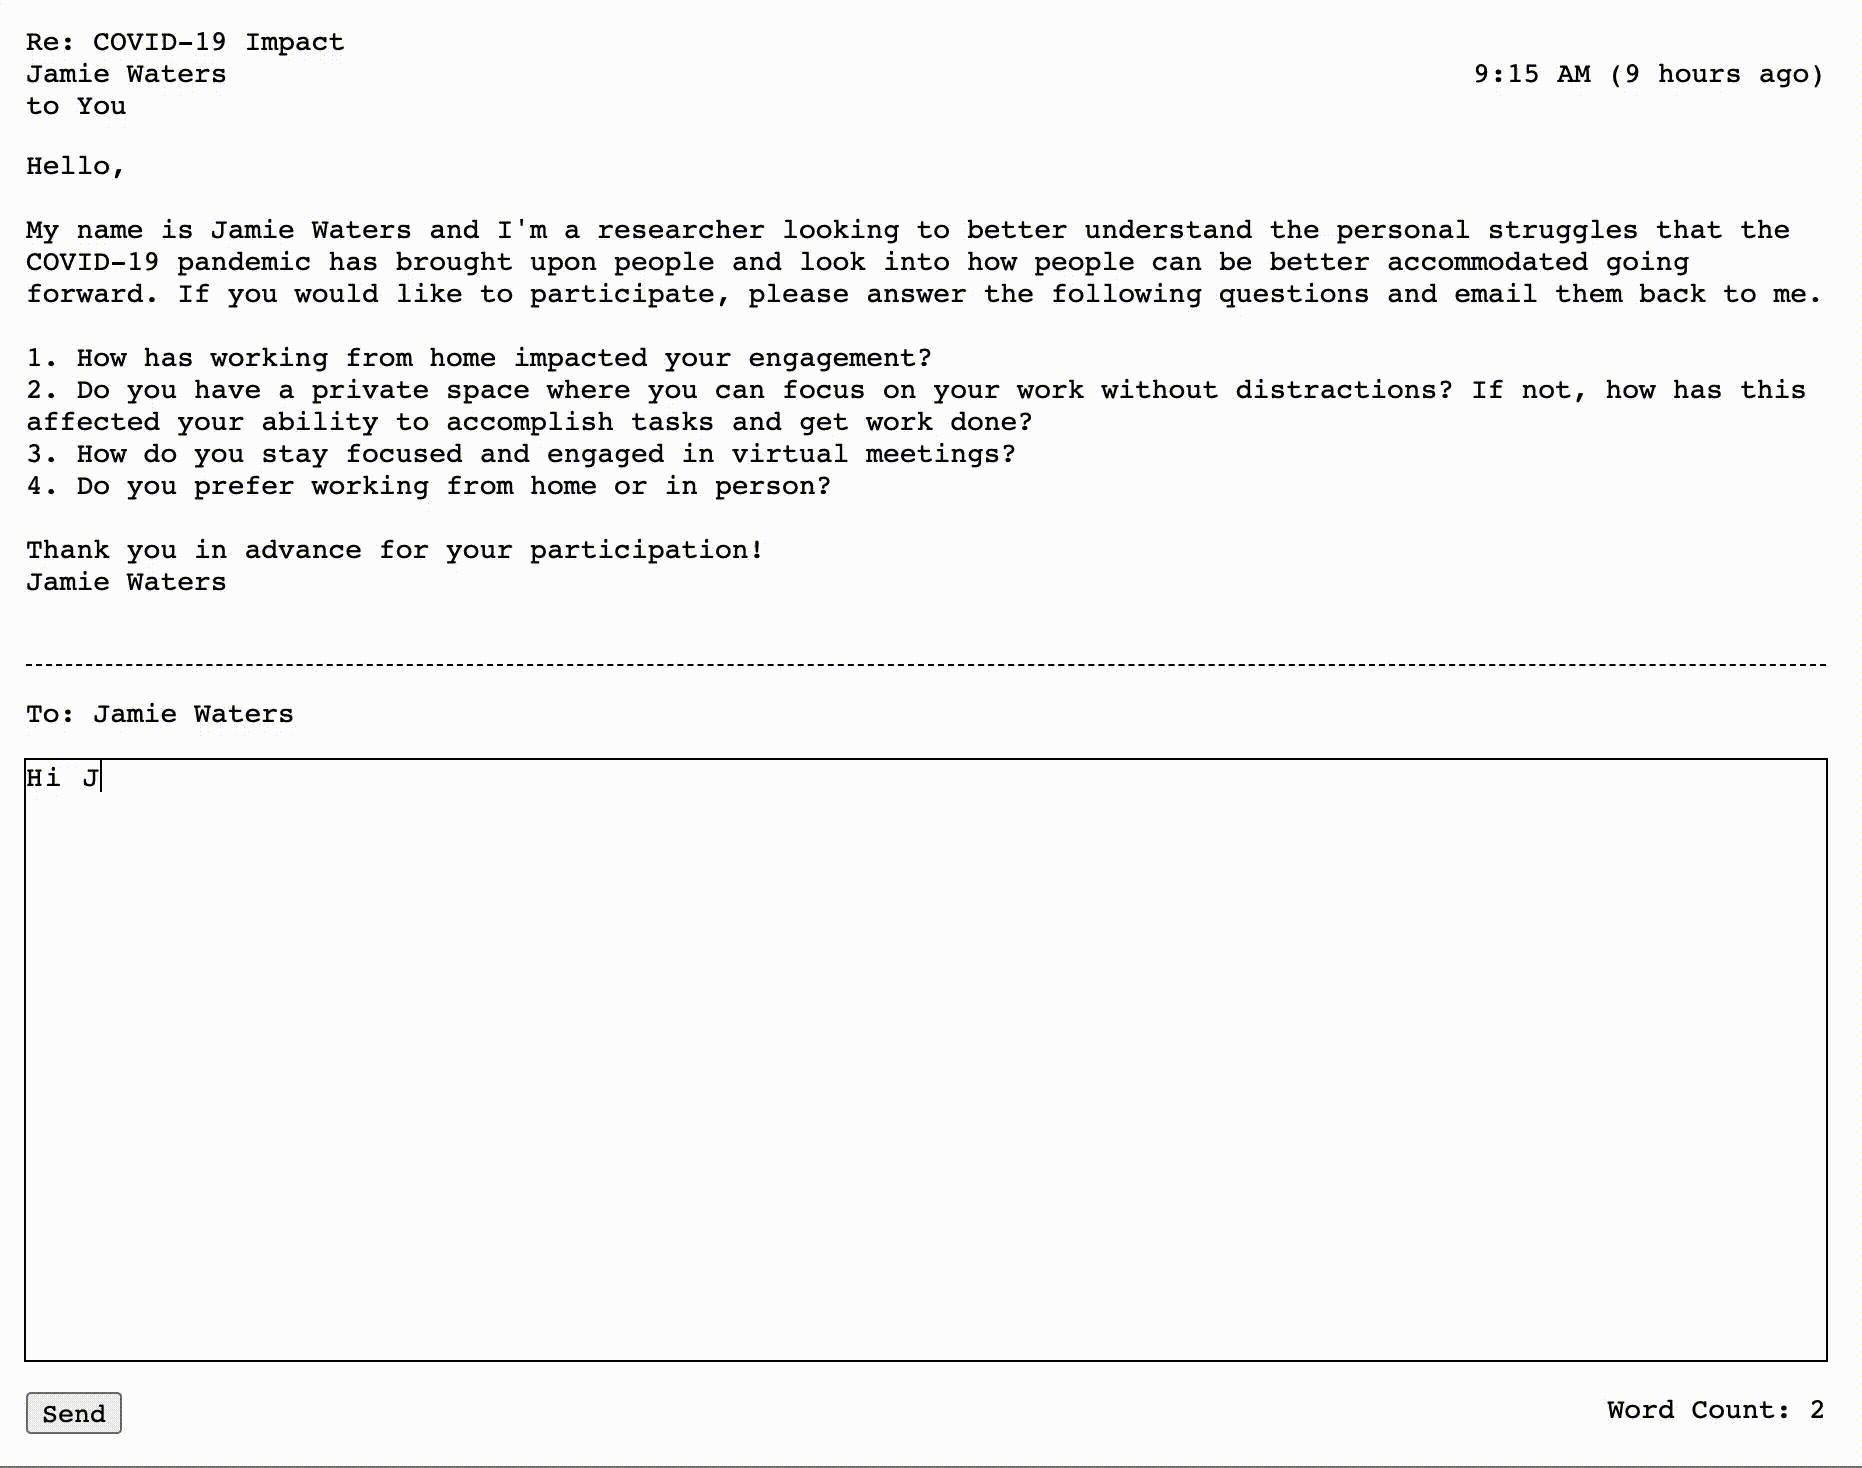 Re: COVID-19 Impact
Jamie Waters
9:15 AM (9 hours ago)
to You
Hello,
My name is Jamie Waters and I'm a researcher looking to better understand the personal struggles that the
COVID-19 pandemic has brought upon people and look into how people can be better accommodated going
forward. If you would like to participate, please answer the following questions and email them back to me.
1. How has working from home impacted your engagement?
2. Do you have a private space where you can focus on your work without distractions? If not, how has this
affected your ability to accomplish tasks and get work done?
3. How do you stay focused and engaged in virtual meetings?
4. Do you prefer working from home or in person?
Thank you in advance for your participation!
Jamie Waters
To: Jamie Waters
Hi J
Send
Word Count: 2